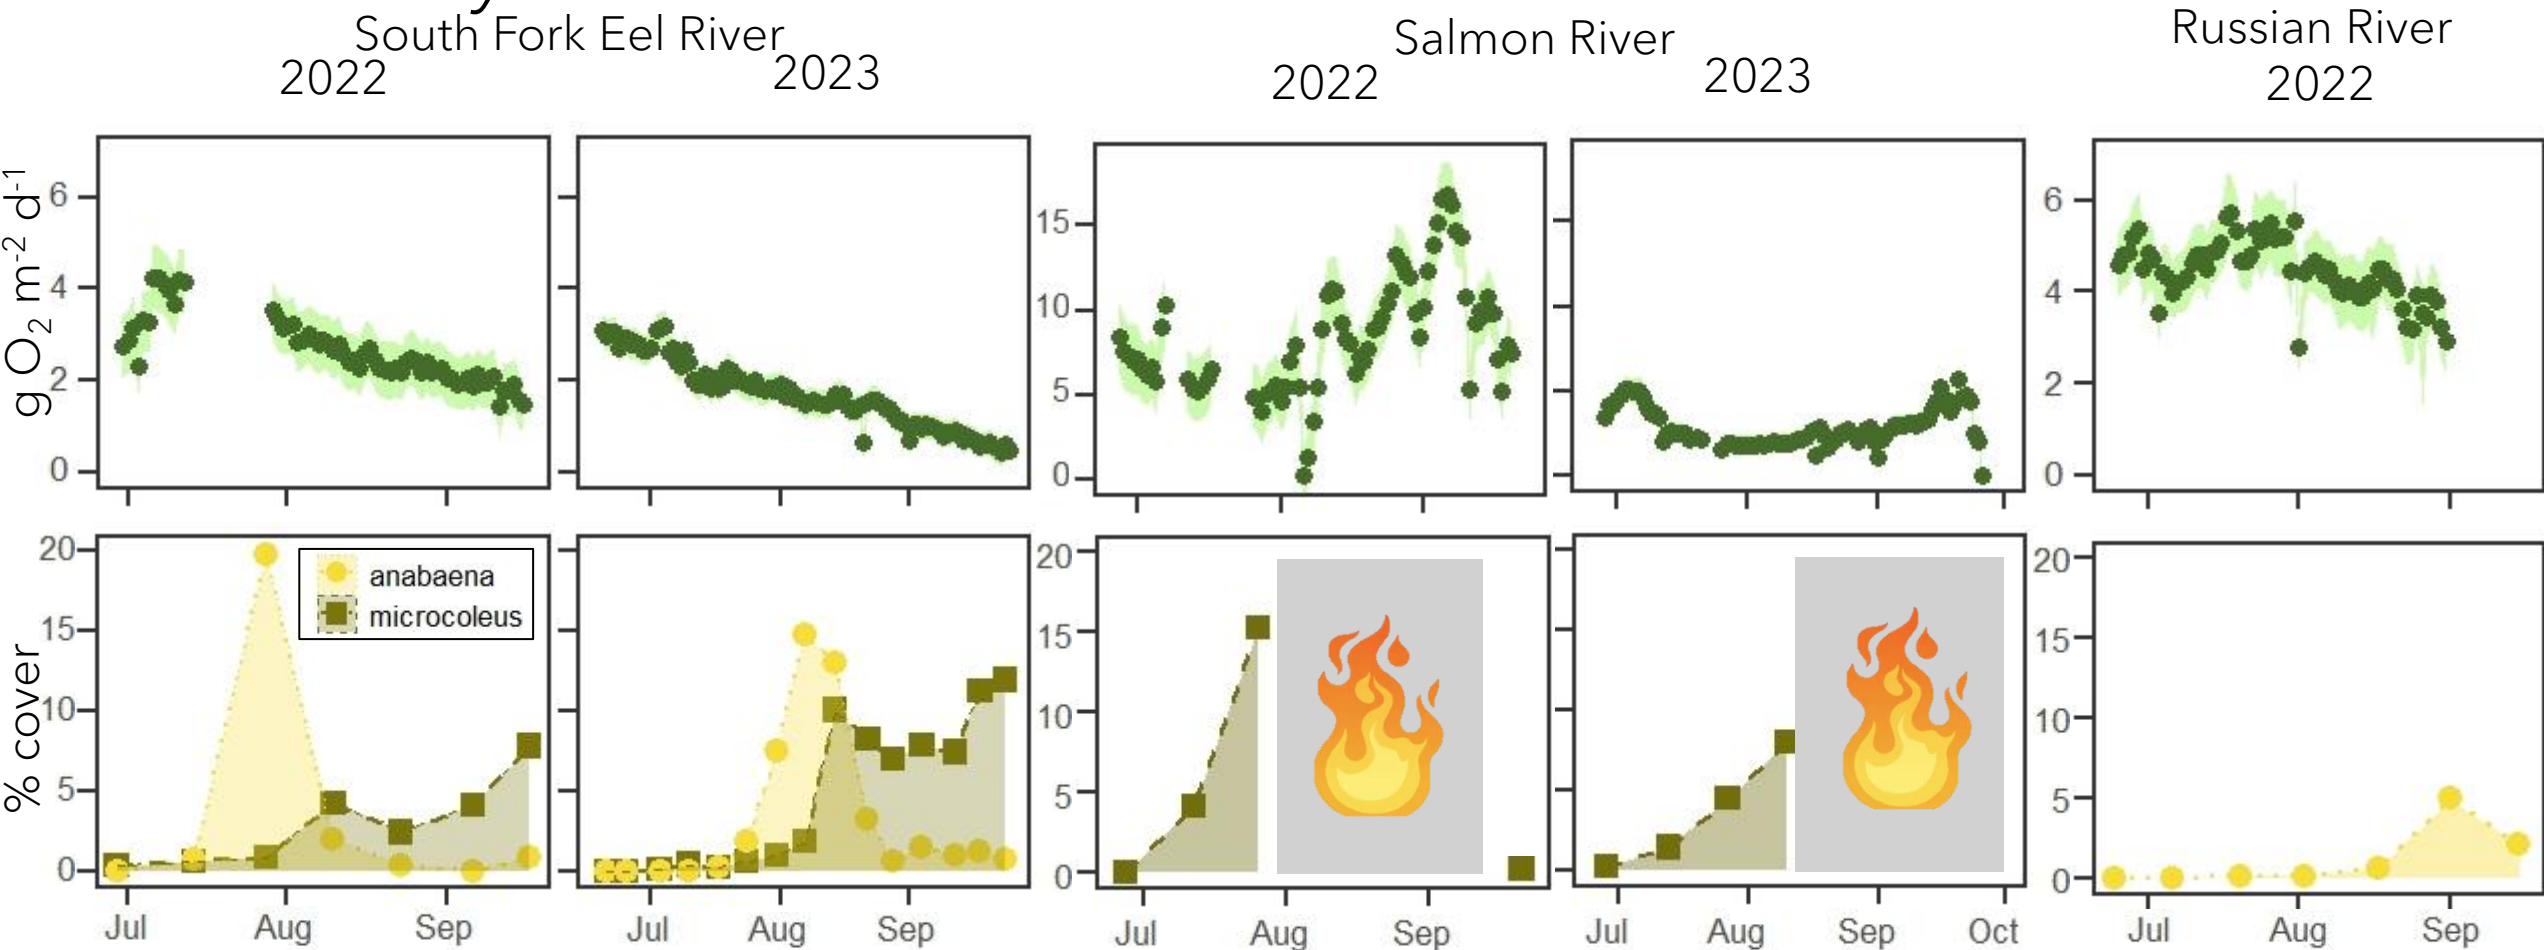 South Fork Eel River
Salmon River
Russian River
2022
2023
2022
2023
2022
g O2 m-2 d-1
6
4
2
0
15
10
5
0
6
4
2
0
% cover
20
15
10
5
0
anabaena
microcoleus
20
15
10
5
0
20
15
10
5
0
Jul Aug Sep
Jul Aug Sep
Jul Aug Sep
Jul Aug Sep Oct
Jul Aug Sep